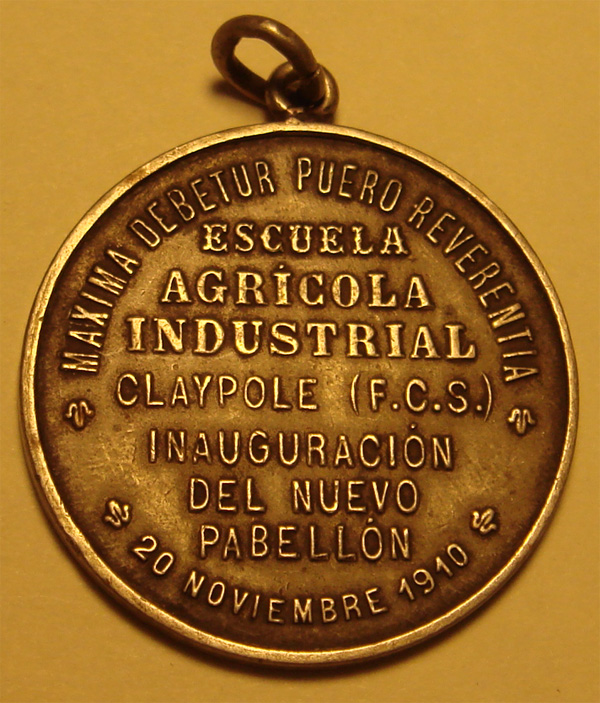 MAXIMA DEBETUR PUERO REVERENTIA
ESCUELA
AGRÍCOLA
INDUSTRIAL
CLAYPOLE (F.C.S.)
INAUGURACIÓN
DEL NUEVO
PABELLÓN
20 NOVIEMBRE 1910